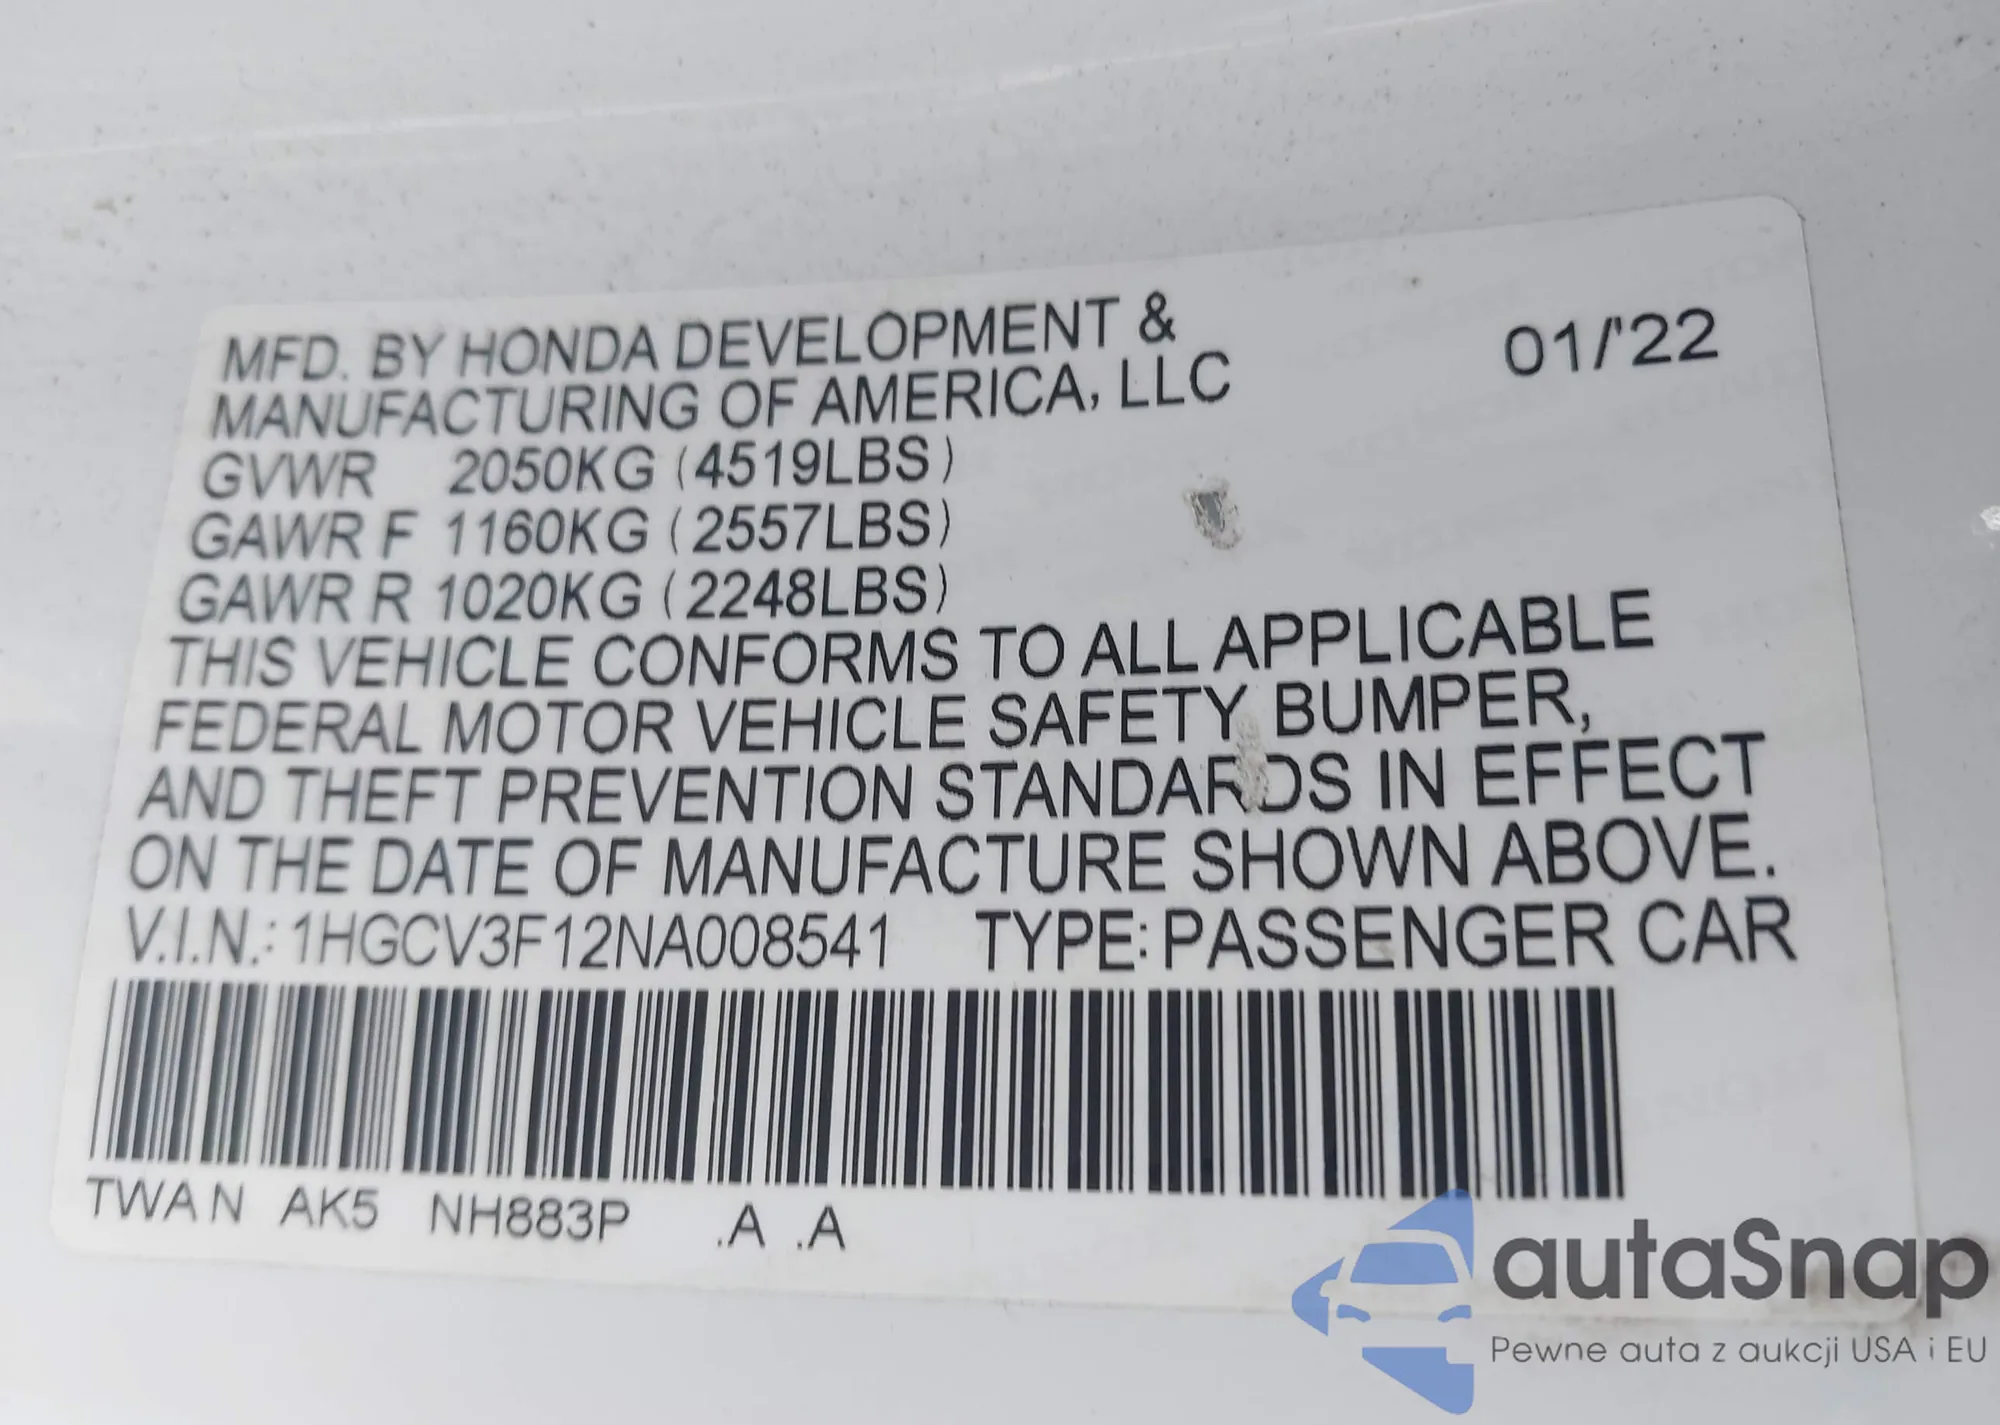 MFD. BY HONDA DEVELOPMENT &
MANUFACTURING OF AMERICA, LLC
01/'22
GVWR 2050KG (4519LBS)
GAWR F 1160KG (2557LBS)
GAWR R 1020KG (2248LBS)
THIS VEHICLE CONFORMS TO ALL APPLICABLE
FEDERAL MOTOR VEHICLE SAFETY BUMPER,
AND THEFT PREVENTION STANDARDS IN EFFECT
ON THE DATE OF MANUFACTURE SHOWN ABOVE.
V.I.N.: 1HGCV3F12NA008541 TYPE: PASSENGER CAR
TWAN AK5 NH883P .A .A
autaSnap
Pewne auta z aukcji USA i EU